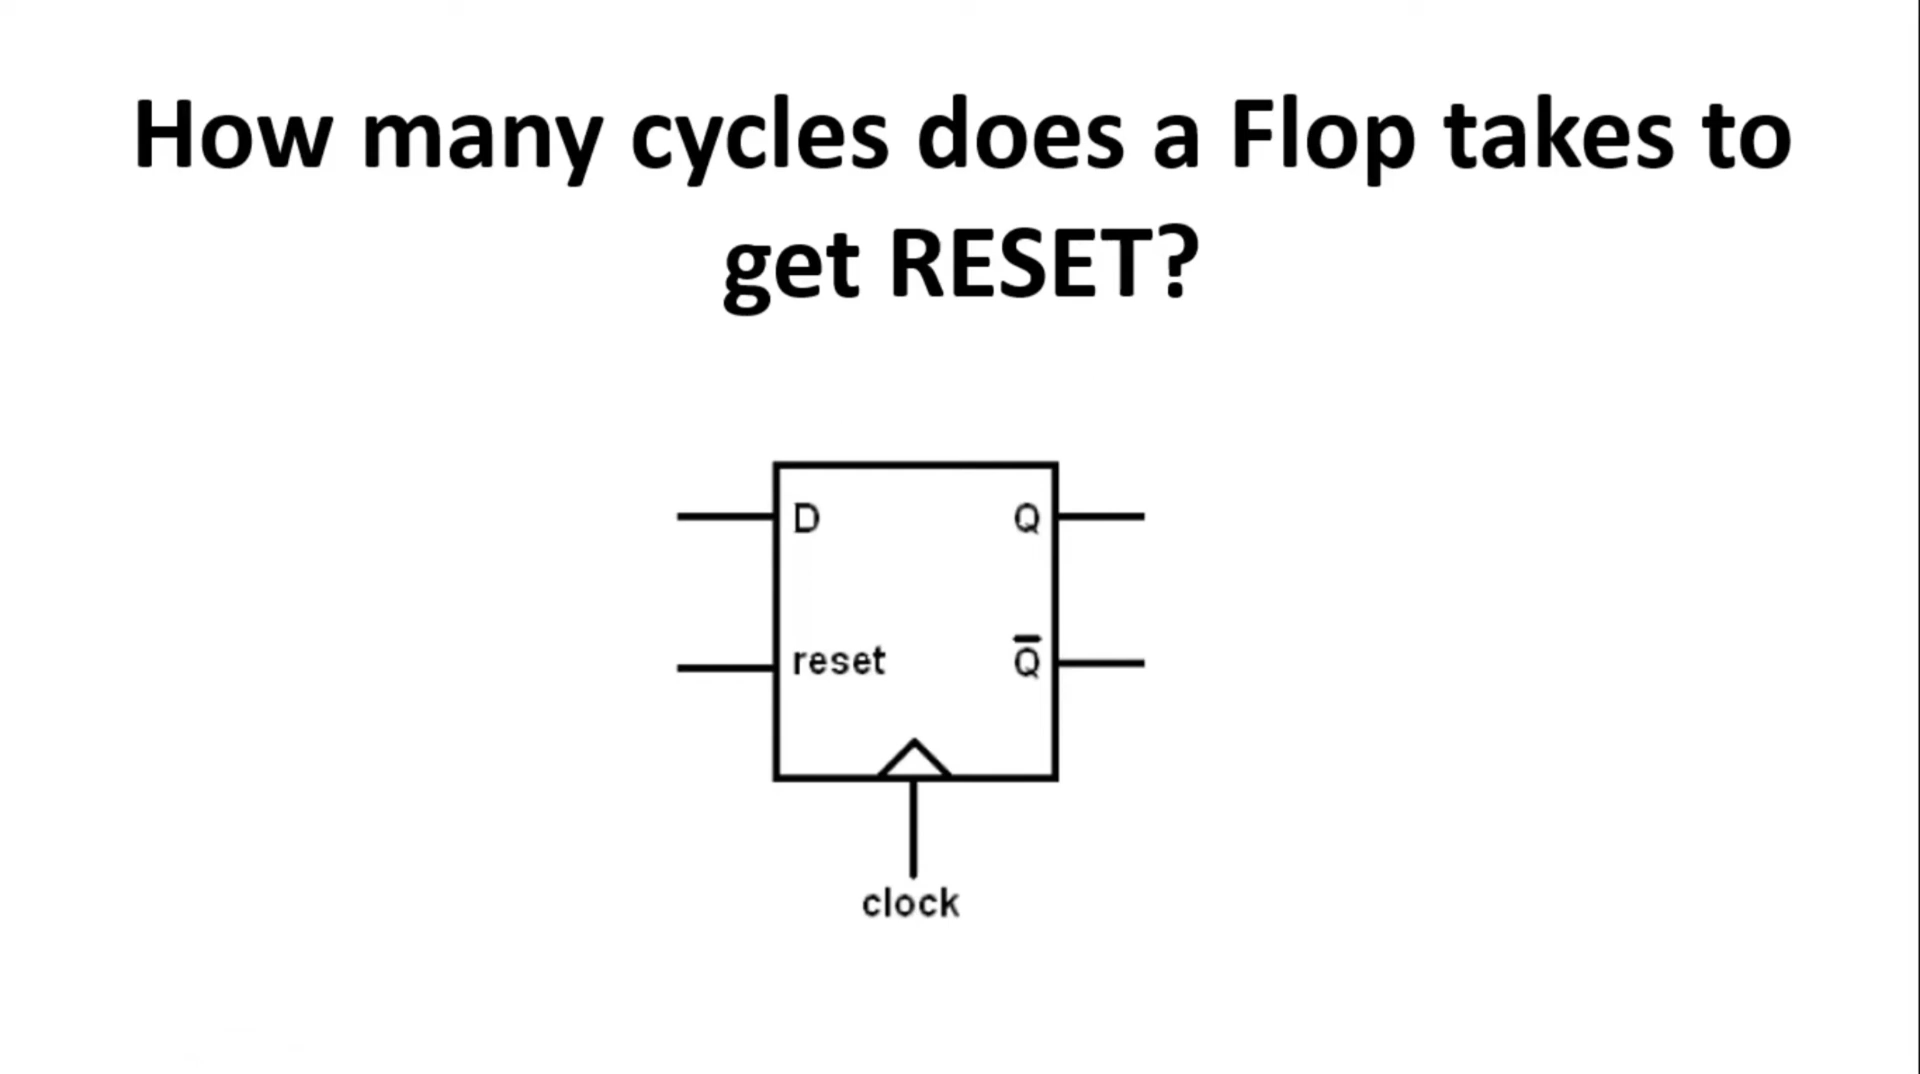 How many cycles does a Flop takes to
get RESET?
D
Q
reset
Q̅
clock